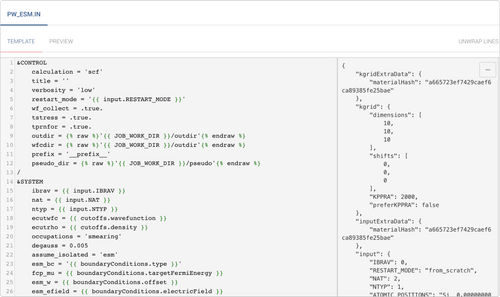 PW_ESM.IN
TEMPLATE
PREVIEW
UNWRAP LINES
1 &CONTROL
2 calculation = 'scf'
3 title = ''
4 verbosity = 'low'
5 restart_mode = '{{ input.RESTART_MODE }}'
6 wf_collect = .true.
7 tstress = .true.
8 tprnfor = .true.
9 outdir = {% raw %}'{{ JOB_WORK_DIR }}/outdir'{% endraw %}
10 wfcdir = {% raw %}'{{ JOB_WORK_DIR }}/outdir'{% endraw %}
11 prefix = '__prefix__'
12 pseudo_dir = {% raw %}'{{ JOB_WORK_DIR }}/pseudo'{% endraw %}
13 /
14 &SYSTEM
15 ibrav = {{ input.IBRAV }}
16 nat = {{ input.NAT }}
17 ntyp = {{ input.NTYP }}
18 ecutwfc = {{ cutoffs.wavefunction }}
19 ecutrho = {{ cutoffs.density }}
20 occupations = 'smearing'
21 degauss = 0.005
22 assume_isolated = 'esm'
23 esm_bc = '{{ boundaryConditions.type }}'
24 fcp_mu = {{ boundaryConditions.targetFermiEnergy }}
25 esm_w = {{ boundaryConditions.offset }}
26 esm_efield = {{ boundaryConditions.electricField }}
{
"kgridExtraData": {
"materialHash": "a665723ef7429caef6
ca89385fe25bae"
},
"kgrid": {
"dimensions": [
10,
10,
10
],
"shifts": [
0,
0,
0
],
"KPPRA": 2000,
"preferKPPRA": false
},
"inputExtraData": {
"materialHash": "a665723ef7429caef6
ca89385fe25bae"
},
"input": {
"IBRAV": 0,
"RESTART_MODE": "from_scratch",
"NAT": 2,
"NTYP": 1,
"ATOMIC_POSITIONS": "Si 0.00000000